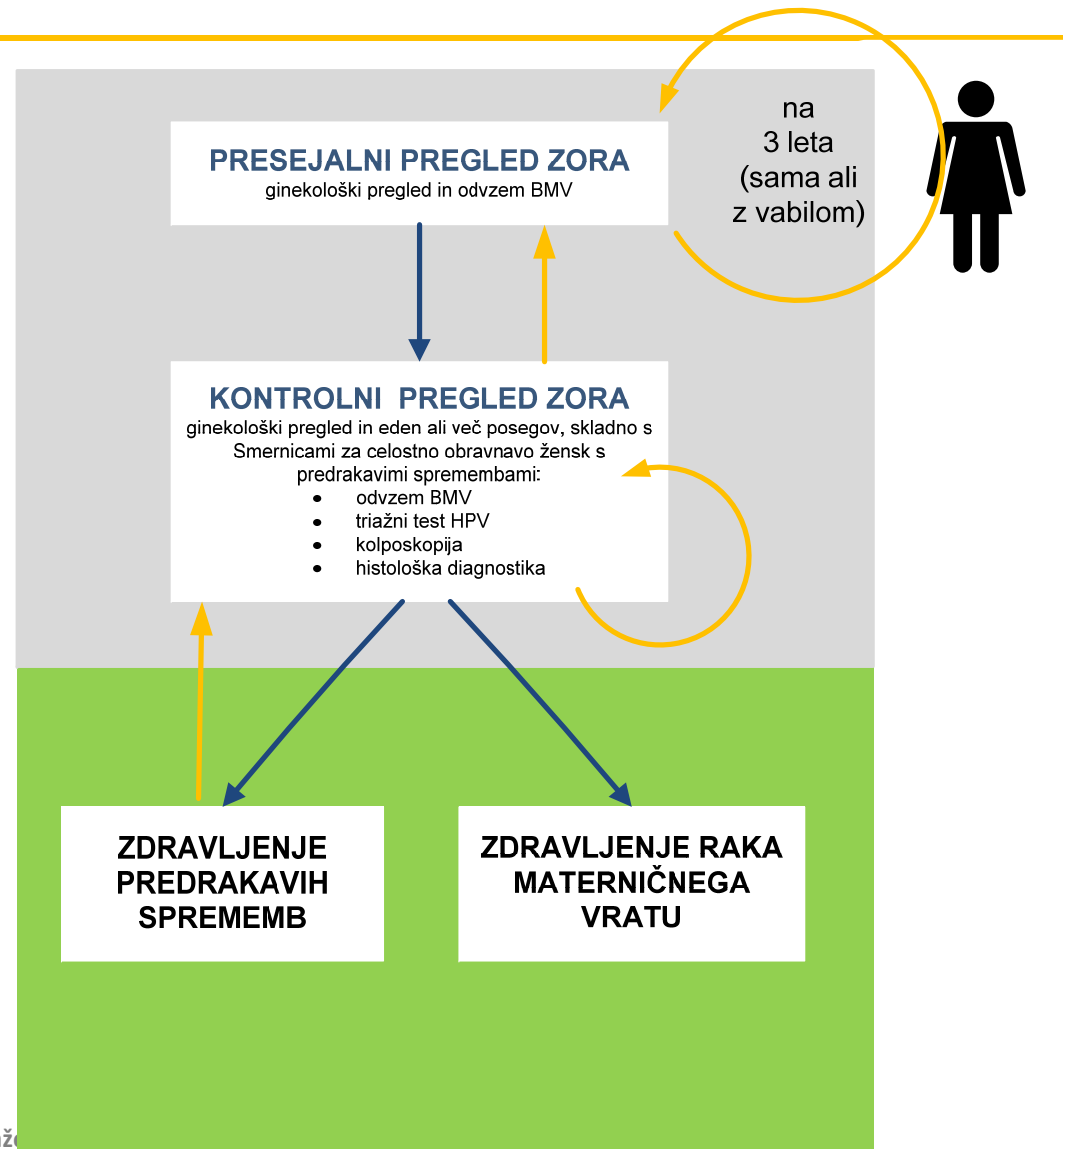 na
3 leta
(sama ali
z vabilom)
PRESEJALNI PREGLED ZORA
ginekološki pregled in odvzem BMV
KONTROLNI PREGLED ZORA
ginekološki pregled in eden ali več posegov, skladno s
Smernicami za celostno obravnavo žensk s
predrakavimi spremembami:
• odvzem BMV
• triažni test HPV
• kolposkopija
• histološka diagnostika
ZDRAVLJENJE
PREDRAKAVIH
SPREMEMB
ZDRAVLJENJE RAKA
MATERNIČNEGA
VRATU